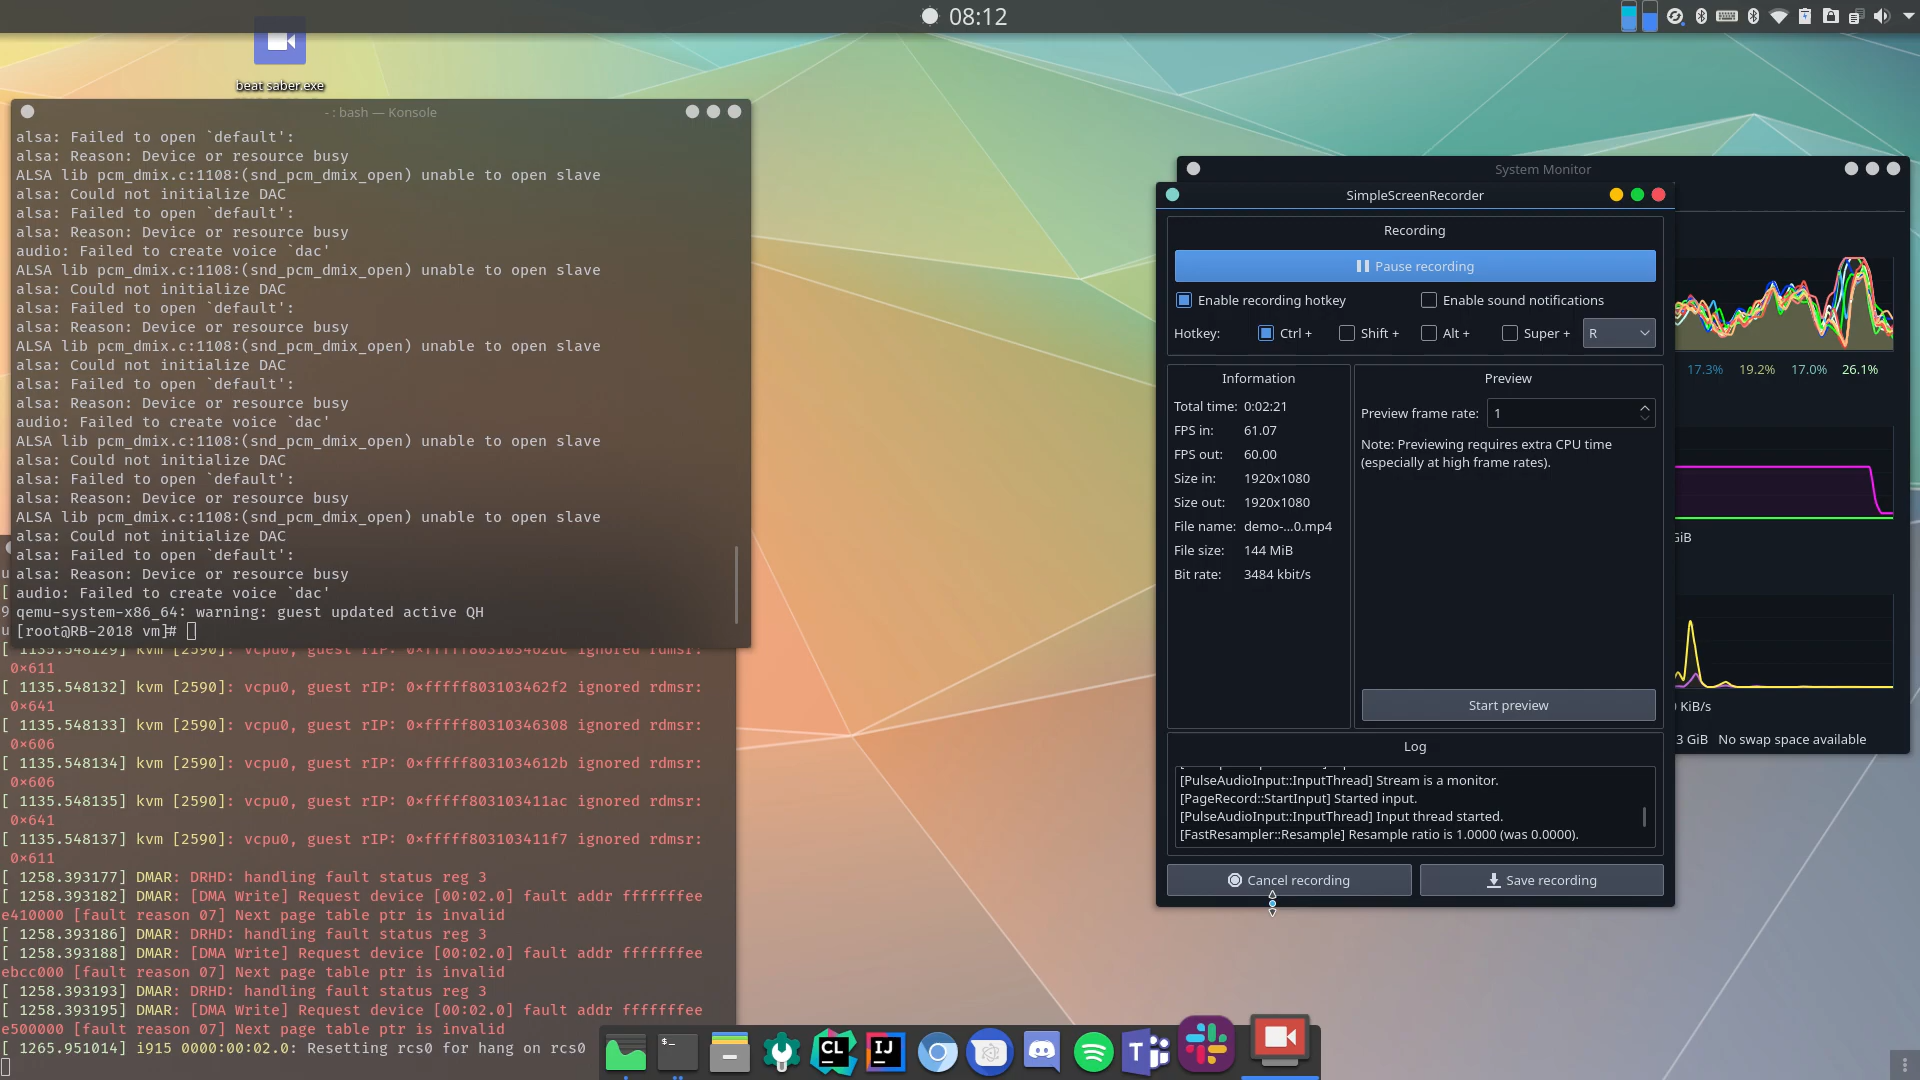 08:12
beat saber.exe
- : bash — Konsole
alsa: Failed to open `default':
alsa: Reason: Device or resource busy
ALSA lib pcm_dmix.c:1108:(snd_pcm_dmix_open) unable to open slave
alsa: Could not initialize DAC
alsa: Failed to open `default':
alsa: Reason: Device or resource busy
audio: Failed to create voice `dac'
ALSA lib pcm_dmix.c:1108:(snd_pcm_dmix_open) unable to open slave
alsa: Could not initialize DAC
alsa: Failed to open `default':
alsa: Reason: Device or resource busy
ALSA lib pcm_dmix.c:1108:(snd_pcm_dmix_open) unable to open slave
alsa: Could not initialize DAC
alsa: Failed to open `default':
alsa: Reason: Device or resource busy
audio: Failed to create voice `dac'
ALSA lib pcm_dmix.c:1108:(snd_pcm_dmix_open) unable to open slave
alsa: Could not initialize DAC
alsa: Failed to open `default':
alsa: Reason: Device or resource busy
ALSA lib pcm_dmix.c:1108:(snd_pcm_dmix_open) unable to open slave
alsa: Could not initialize DAC
alsa: Failed to open `default':
alsa: Reason: Device or resource busy
audio: Failed to create voice `dac'
qemu-system-x86_64: warning: guest updated active QH
[root@RB-2018 vm]#
[ 1135.548129] kvm [2590]: vcpu0, guest rIP: 0xfffff803103462dc ignored rdmsr:
0x611
[ 1135.548132] kvm [2590]: vcpu0, guest rIP: 0xfffff803103462f2 ignored rdmsr:
0x641
[ 1135.548133] kvm [2590]: vcpu0, guest rIP: 0xfffff80310346308 ignored rdmsr:
0x606
[ 1135.548134] kvm [2590]: vcpu0, guest rIP: 0xfffff8031034612b ignored rdmsr:
0x606
[ 1135.548135] kvm [2590]: vcpu0, guest rIP: 0xfffff803103411ac ignored rdmsr:
0x641
[ 1135.548137] kvm [2590]: vcpu0, guest rIP: 0xfffff803103411f7 ignored rdmsr:
0x611
[ 1258.393177] DMAR: DRHD: handling fault status reg 3
[ 1258.393182] DMAR: [DMA Write] Request device [00:02.0] fault addr fffffffee
e410000 [fault reason 07] Next page table ptr is invalid
[ 1258.393186] DMAR: DRHD: handling fault status reg 3
[ 1258.393188] DMAR: [DMA Write] Request device [00:02.0] fault addr fffffffee
ebcc000 [fault reason 07] Next page table ptr is invalid
[ 1258.393193] DMAR: DRHD: handling fault status reg 3
[ 1258.393195] DMAR: [DMA Write] Request device [00:02.0] fault addr fffffffee
e500000 [fault reason 07] Next page table ptr is invalid
[ 1265.951014] i915 0000:00:02.0: Resetting rcs0 for hang on rcs0
System Monitor
17.3% 19.2% 17.0% 26.1%
GiB
KiB/s
3 GiB No swap space available
SimpleScreenRecorder
Recording
Pause recording
Enable recording hotkey
Enable sound notifications
Hotkey: Ctrl + Shift + Alt + Super + R
Information
Total time: 0:02:21
FPS in: 61.07
FPS out: 60.00
Size in: 1920x1080
Size out: 1920x1080
File name: demo-...0.mp4
File size: 144 MiB
Bit rate: 3484 kbit/s
Preview
Preview frame rate: 1
Note: Previewing requires extra CPU time
(especially at high frame rates).
Start preview
Log
[PulseAudioInput::InputThread] Stream is a monitor.
[PageRecord::StartInput] Started input.
[PulseAudioInput::InputThread] Input thread started.
[FastResampler::Resample] Resample ratio is 1.0000 (was 0.0000).
Cancel recording
Save recording
$_
CL
IJ
T